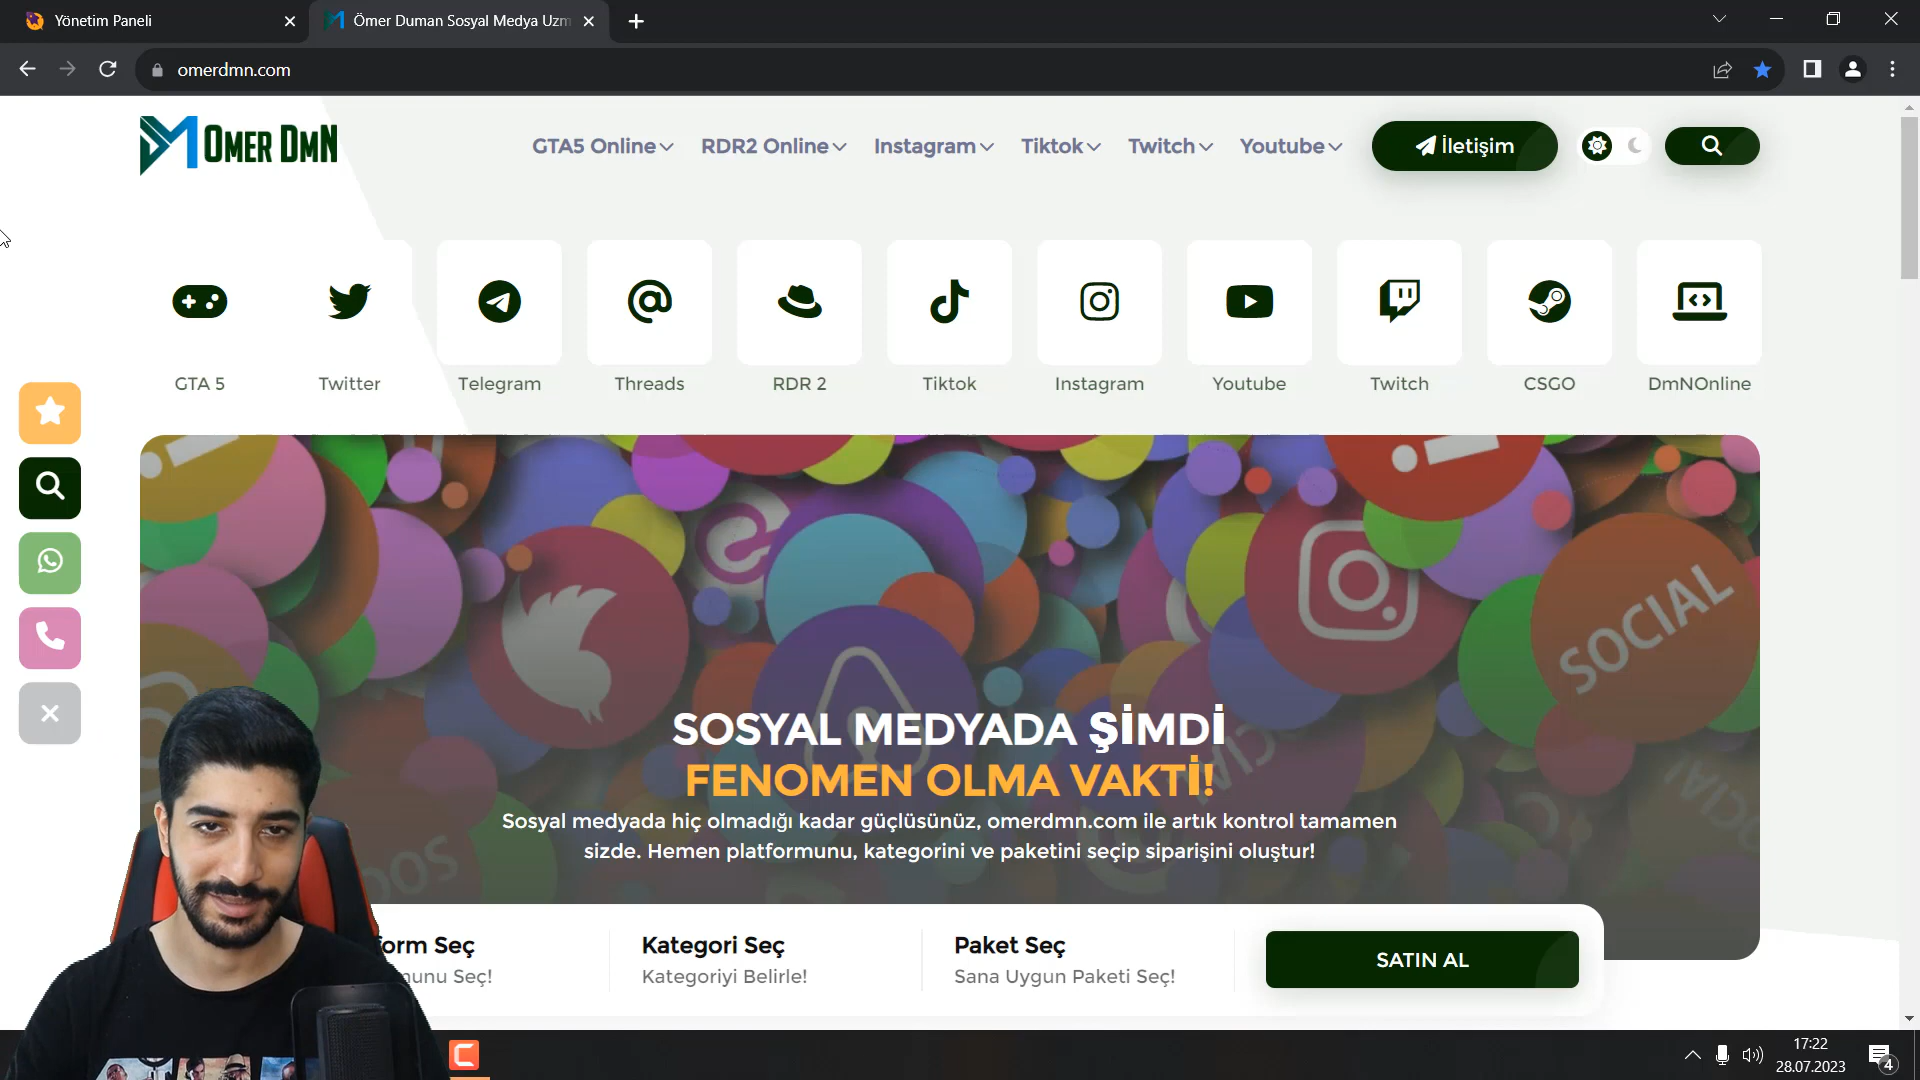 Yönetim Paneli
Ömer Duman Sosyal Medya Uzm
omerdmn.com
OMER DMN
GTA5 Online
RDR2 Online
Instagram
Tiktok
Twitch
Youtube
İletişim
GTA 5
Twitter
Telegram
Threads
RDR 2
Tiktok
Instagram
Youtube
Twitch
CSGO
DmNOnline
SOCIAL
SOSYAL MEDYADA ŞİMDİ
FENOMEN OLMA VAKTİ!
Sosyal medyada hiç olmadığı kadar güçlüsünüz, omerdmn.com ile artık kontrol tamamen
sizde. Hemen platformunu, kategorini ve paketini seçip siparişini oluştur!
form Seç
munu Seç!
Kategori Seç
Kategoriyi Belirle!
Paket Seç
Sana Uygun Paketi Seç!
SATIN AL
17:22
28.07.2023
4